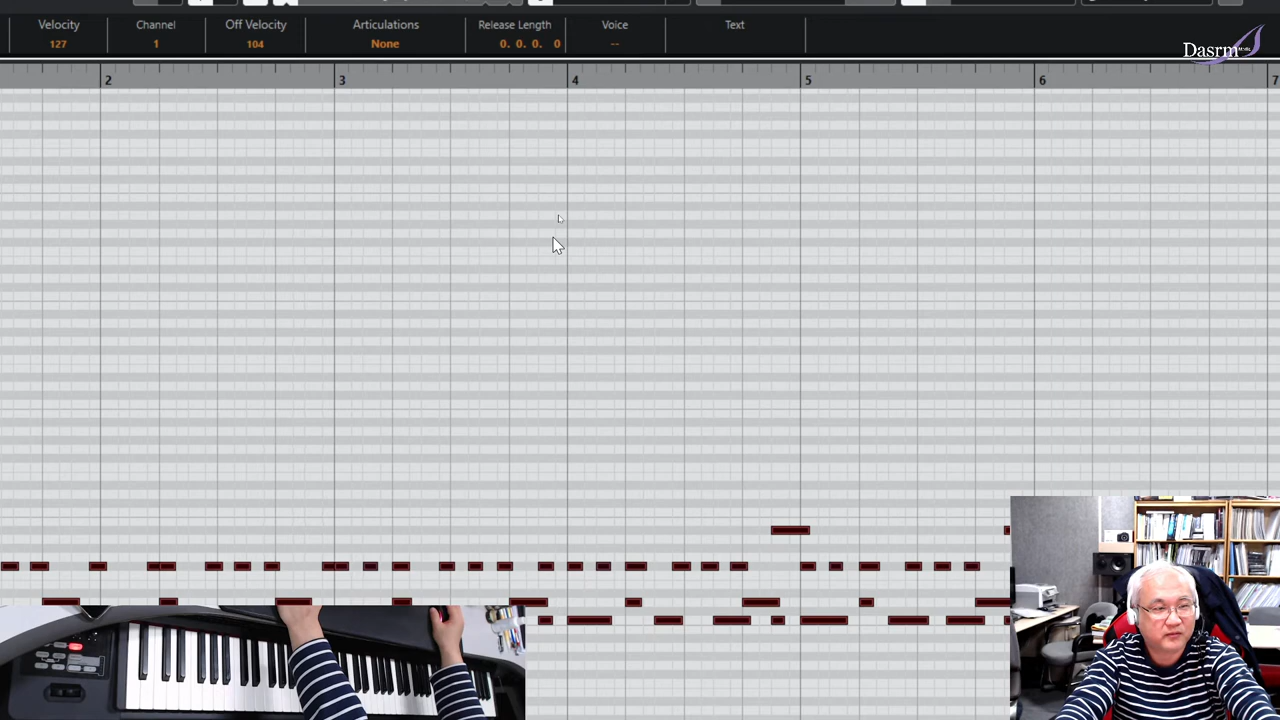 Velocity Channel Off Velocity Articulations Release Length Voice Text
127 1 104 None 0. 0. 0. 0 --
Dasrm
2 3 4 5 6 7